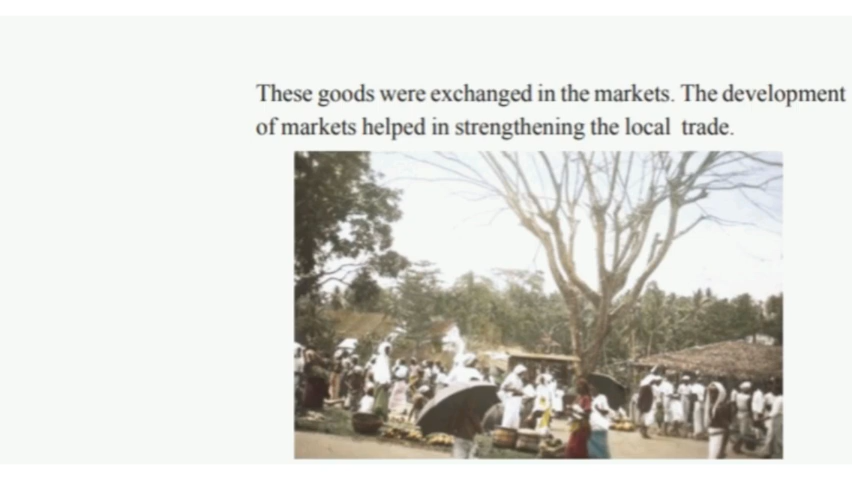 These goods were exchanged in the markets. The development
of markets helped in strengthening the local trade.